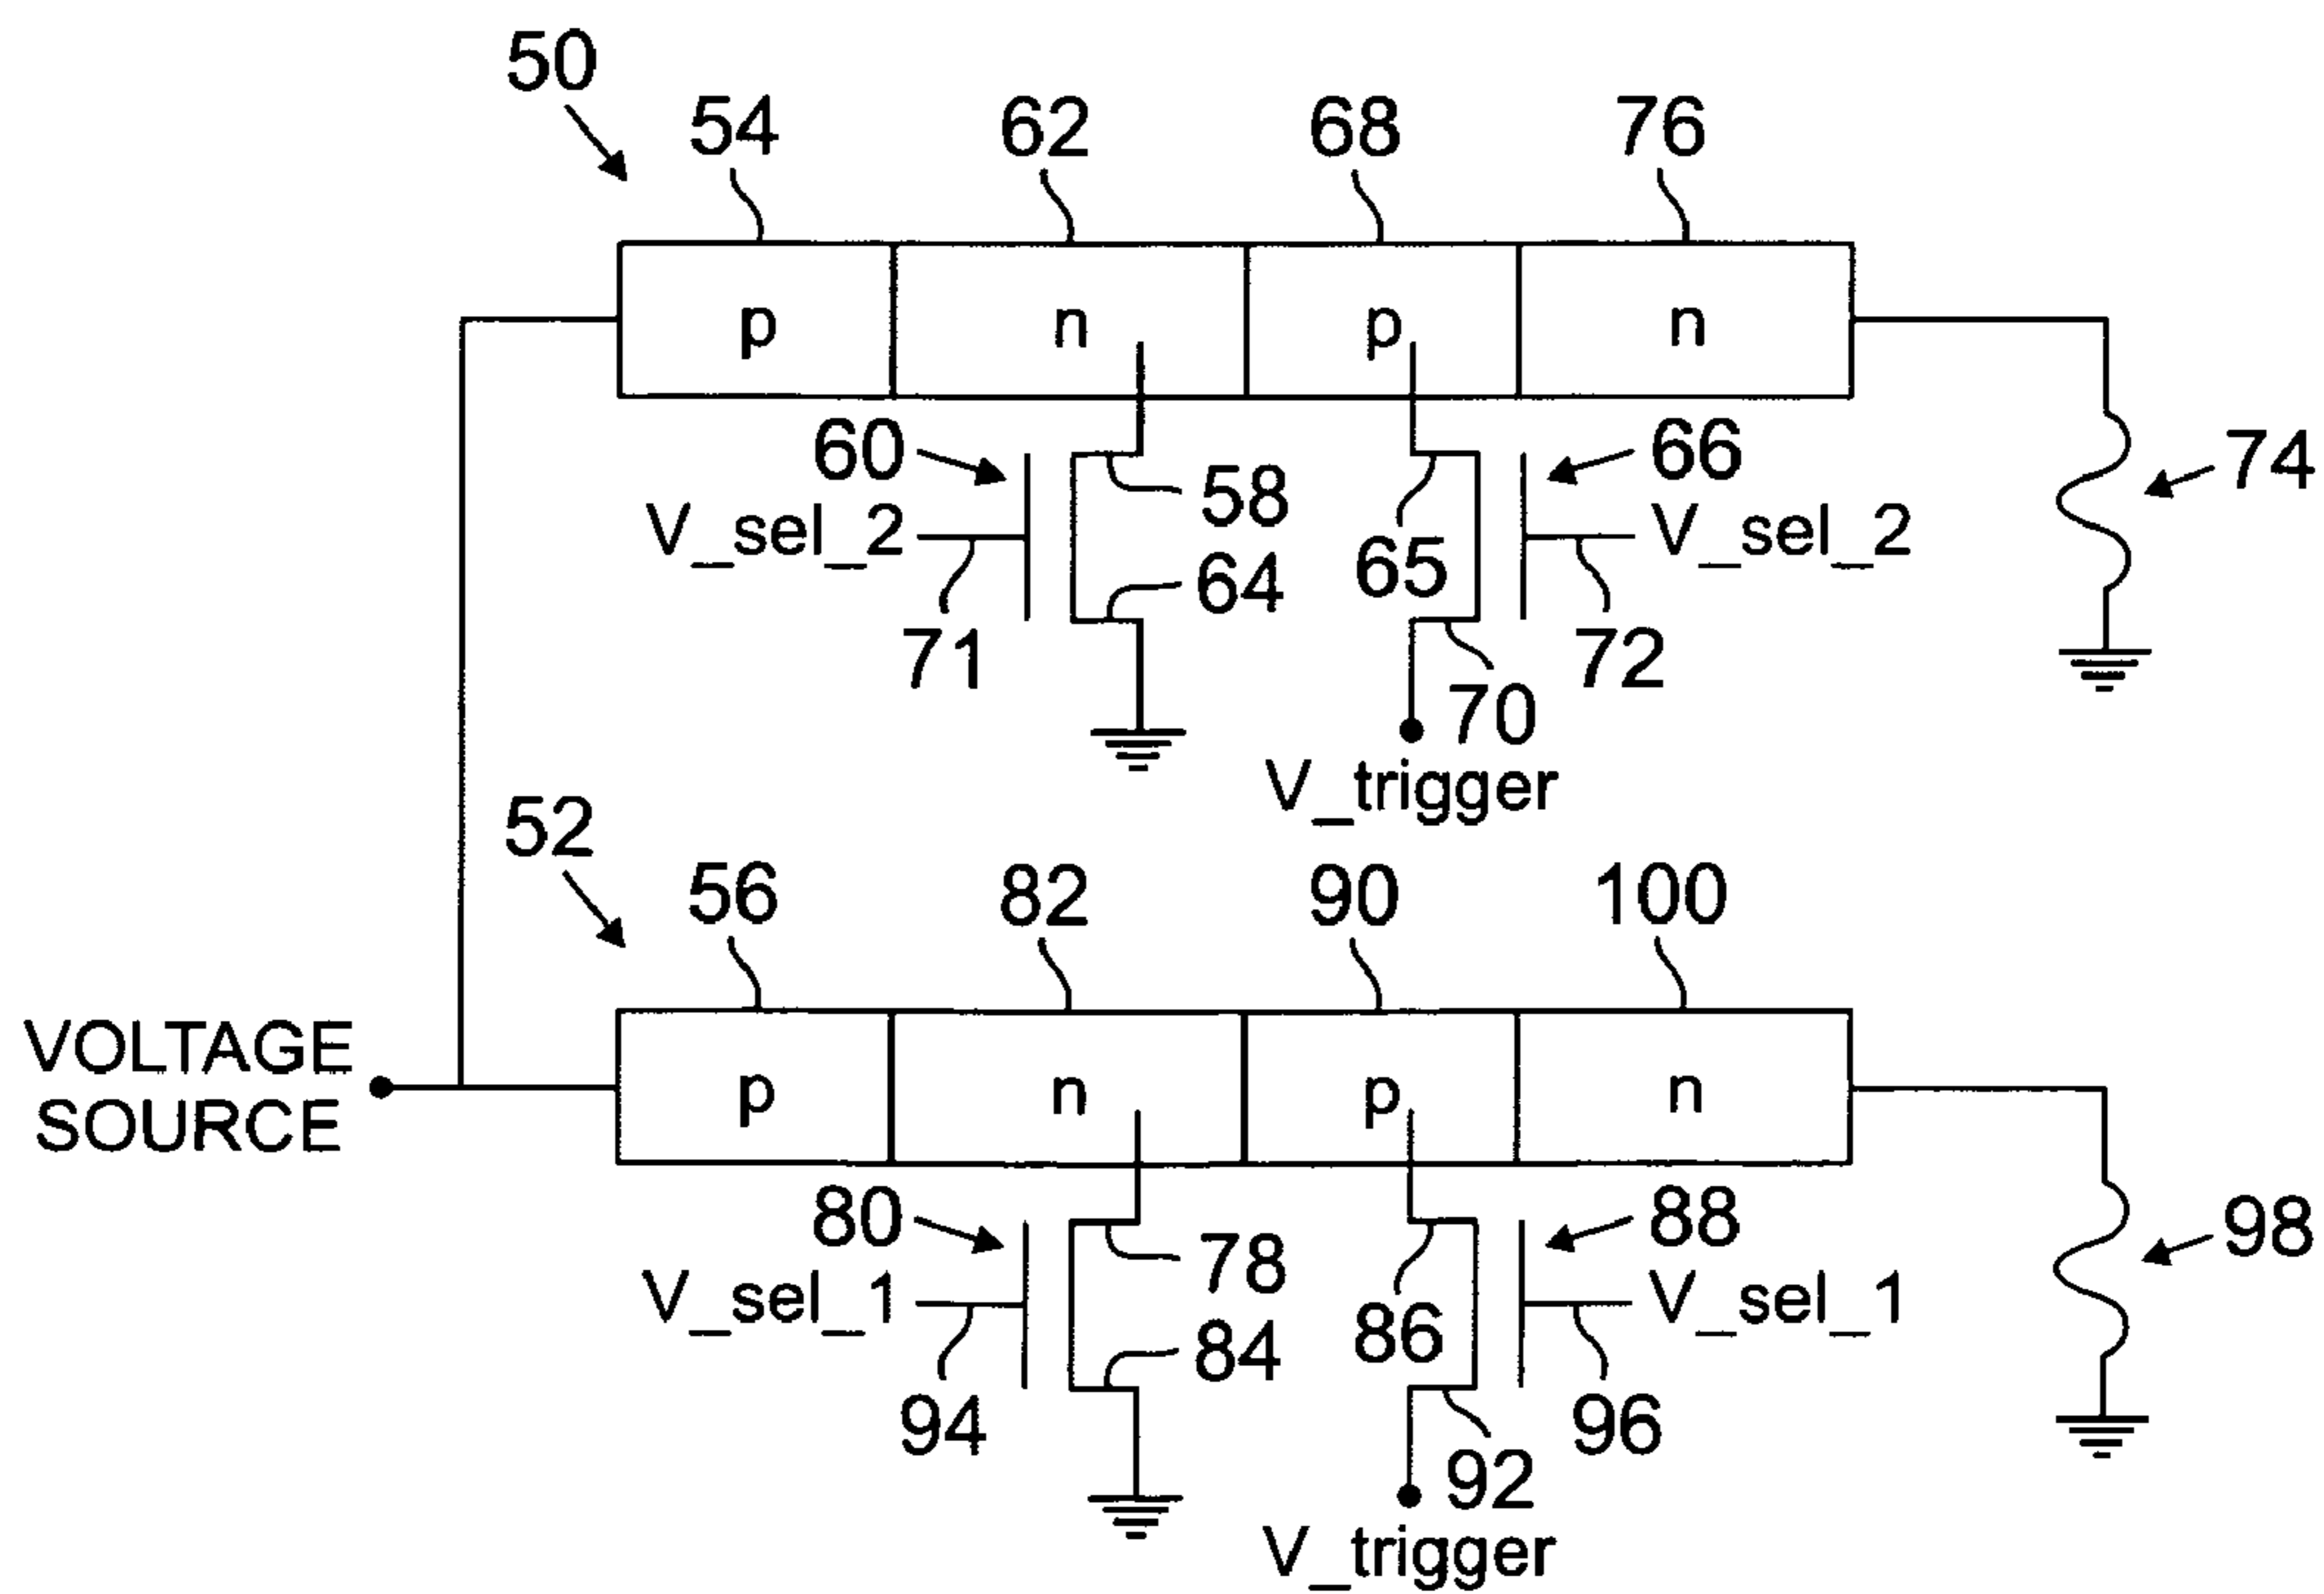 50
54 62 68 76
p n p n
60 58 65 66 74
V_sel_2 V_sel_2
64
71 70 72
V_trigger
52
56 82 90 100
VOLTAGE
SOURCE
p n p n
80 78 86 88 98
V_sel_1 V_sel_1
84
94 92 96
V_trigger